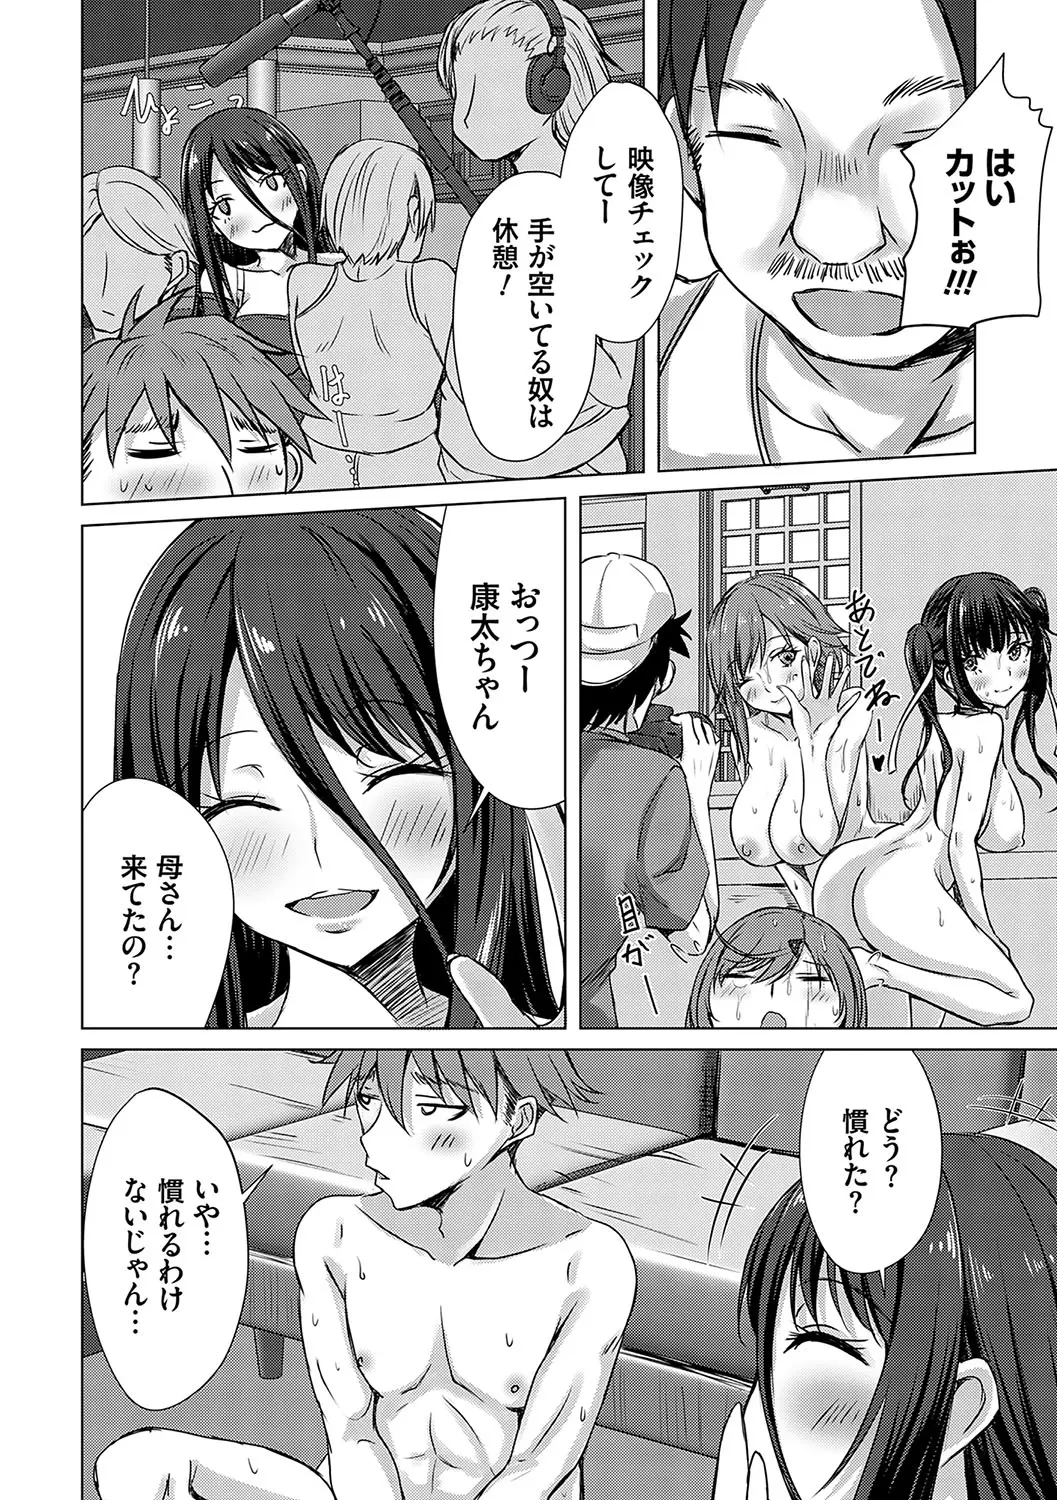 はい
カットぉ!!!
映像チェック
してー
手が空いてる奴は
休憩!
ひょこっ
はー…
あとでねー♥
目がー
おっつー
康太ちゃん
母さん…
来てたの?
どう?
慣れた?
いや…
慣れるわけ
ないじゃん…